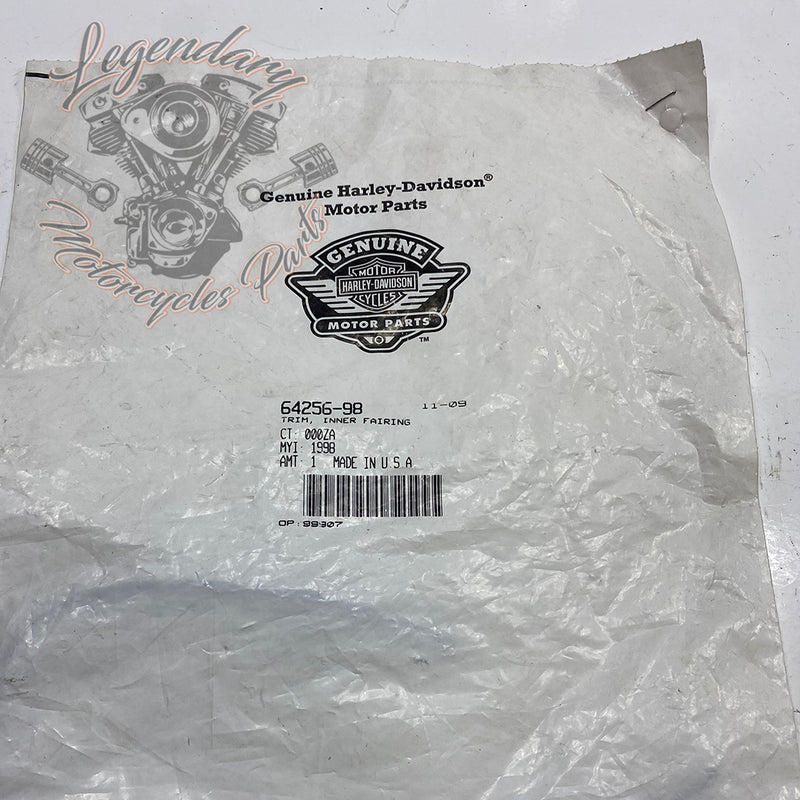 Legendary
Motorcycles Parts
Genuine Harley-Davidson®
Motor Parts
GENUINE
MOTOR
HARLEY-DAVIDSON
CYCLES
MOTOR PARTS
™
64256-98 11-09
TRIM, INNER FAIRING
CT: 000ZA
MYI: 1998
AMT: 1 MADE IN U.S.A
OP: 99307